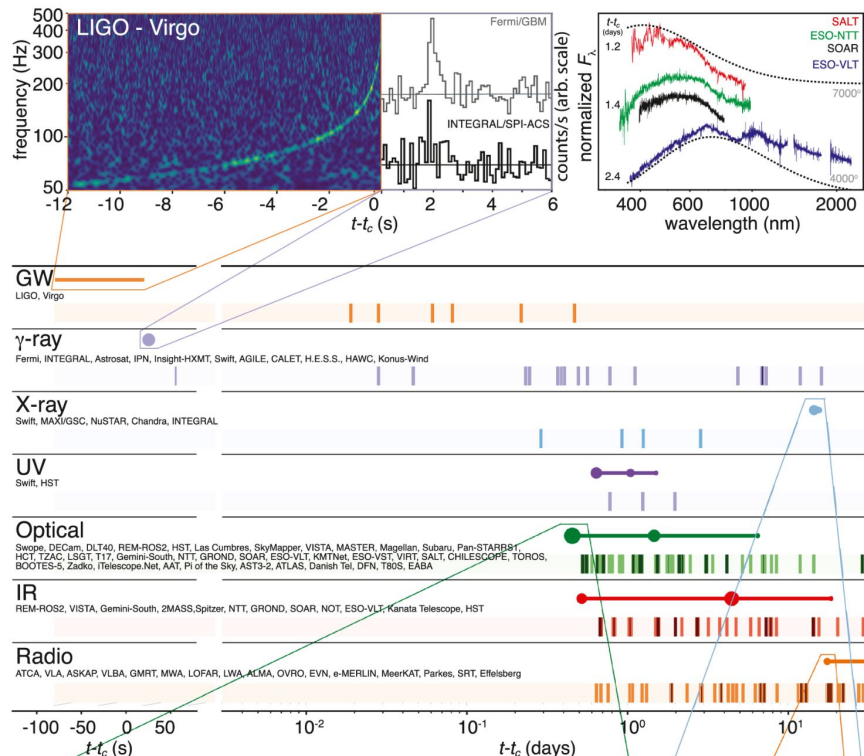 LIGO - Virgo
frequency (Hz)
500
400
300
200
100
50
-12 -10 -8 -6 -4 -2 0 2 4 6
t-tc (s)
Fermi/GBM
INTEGRAL/SPI-ACS
counts/s (arb. scale)
normalized Fλ
t-tc
(days)
1.2
1.4
2.4
SALT
ESO-NTT
SOAR
ESO-VLT
7000°
4000°
400 600 1000 2000
wavelength (nm)
GW
LIGO, Virgo
γ-ray
Fermi, INTEGRAL, Astrosat, IPN, Insight-HXMT, Swift, AGILE, CALET, H.E.S.S., HAWC, Konus-Wind
X-ray
Swift, MAXI/GSC, NuSTAR, Chandra, INTEGRAL
UV
Swift, HST
Optical
Swope, DECam, DLT40, REM-ROS2, HST, Las Cumbres, SkyMapper, VISTA, MASTER, Magellan, Subaru, Pan-STARRS1,
HCT, TZAC, LSGT, T17, Gemini-South, NTT, GROND, SOAR, ESO-VLT, KMTNet, ESO-VST, VIRT, SALT, CHILESCOPE, TOROS,
BOOTES-5, Zadko, iTelescope.Net, AAT, Pi of the Sky, AST3-2, ATLAS, Danish Tel, DFN, T80S, EABA
IR
REM-ROS2, VISTA, Gemini-South, 2MASS,Spitzer, NTT, GROND, SOAR, NOT, ESO-VLT, Kanata Telescope, HST
Radio
ATCA, VLA, ASKAP, VLBA, GMRT, MWA, LOFAR, LWA, ALMA, OVRO, EVN, e-MERLIN, MeerKAT, Parkes, SRT, Effelsberg
-100 -50 0 50
t-tc (s)
10-2 10-1 100 101
t-tc (days)